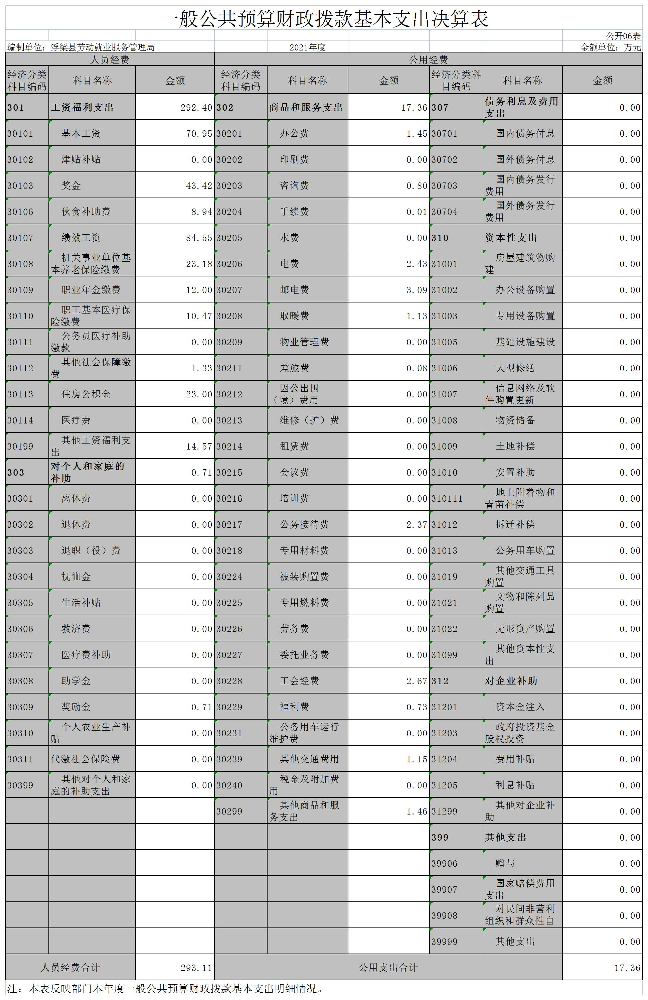 一般公共预算财政拨款基本支出决算表
公开06表
编制单位：浮梁县劳动就业服务管理局 2021年度 金额单位：万元
人员经费 公用经费
经济分类科目编码 科目名称 金额 经济分类科目编码 科目名称 金额 经济分类科目编码 科目名称 金额
301 工资福利支出 292.40 302 商品和服务支出 17.36 307 债务利息及费用支出 0.00
30101 基本工资 70.95 30201 办公费 1.45 30701 国内债务付息 0.00
30102 津贴补贴 0.00 30202 印刷费 0.00 30702 国外债务付息 0.00
30103 奖金 43.42 30203 咨询费 0.80 30703 国内债务发行费用 0.00
30106 伙食补助费 8.94 30204 手续费 0.01 30704 国外债务发行费用 0.00
30107 绩效工资 84.55 30205 水费 0.00 310 资本性支出 0.00
30108 机关事业单位基本养老保险缴费 23.18 30206 电费 2.43 31001 房屋建筑物购建 0.00
30109 职业年金缴费 12.00 30207 邮电费 3.09 31002 办公设备购置 0.00
30110 职工基本医疗保险缴费 10.47 30208 取暖费 1.13 31003 专用设备购置 0.00
30111 公务员医疗补助缴款 0.00 30209 物业管理费 0.00 31005 基础设施建设 0.00
30112 其他社会保障缴费 1.33 30211 差旅费 0.08 31006 大型修缮 0.00
30113 住房公积金 23.00 30212 因公出国（境）费用 0.00 31007 信息网络及软件购置更新 0.00
30114 医疗费 0.00 30213 维修（护）费 0.00 31008 物资储备 0.00
30199 其他工资福利支出 14.57 30214 租赁费 0.00 31009 土地补偿 0.00
303 对个人和家庭的补助 0.71 30215 会议费 0.00 31010 安置补助 0.00
30301 离休费 0.00 30216 培训费 0.00 310111 地上附着物和青苗补偿 0.00
30302 退休费 0.00 30217 公务接待费 2.37 31012 拆迁补偿 0.00
30303 退职（役）费 0.00 30218 专用材料费 0.00 31013 公务用车购置 0.00
30304 抚恤金 0.00 30224 被装购置费 0.00 31019 其他交通工具购置 0.00
30305 生活补贴 0.00 30225 专用燃料费 0.00 31021 文物和陈列品购置 0.00
30306 救济费 0.00 30226 劳务费 0.00 31022 无形资产购置 0.00
30307 医疗费补助 0.00 30227 委托业务费 0.00 31099 其他资本性支出 0.00
30308 助学金 0.00 30228 工会经费 2.67 312 对企业补助 0.00
30309 奖励金 0.71 30229 福利费 0.73 31201 资本金注入 0.00
30310 个人农业生产补贴 0.00 30231 公务用车运行维护费 0.00 31203 政府投资基金股权投资 0.00
30311 代缴社会保险费 0.00 30239 其他交通费用 1.15 31204 费用补贴 0.00
30399 其他对个人和家庭的补助支出 0.00 30240 税金及附加费用 0.00 31205 利息补贴 0.00
30299 其他商品和服务支出 1.46 31299 其他对企业补助 0.00
399 其他支出 0.00
39906 赠与 0.00
39907 国家赔偿费用支出 0.00
39908 对民间非营利组织和群众性自 0.00
39999 其他支出 0.00
人员经费合计 293.11 公用支出合计 17.36
注：本表反映部门本年度一般公共预算财政拨款基本支出明细情况。